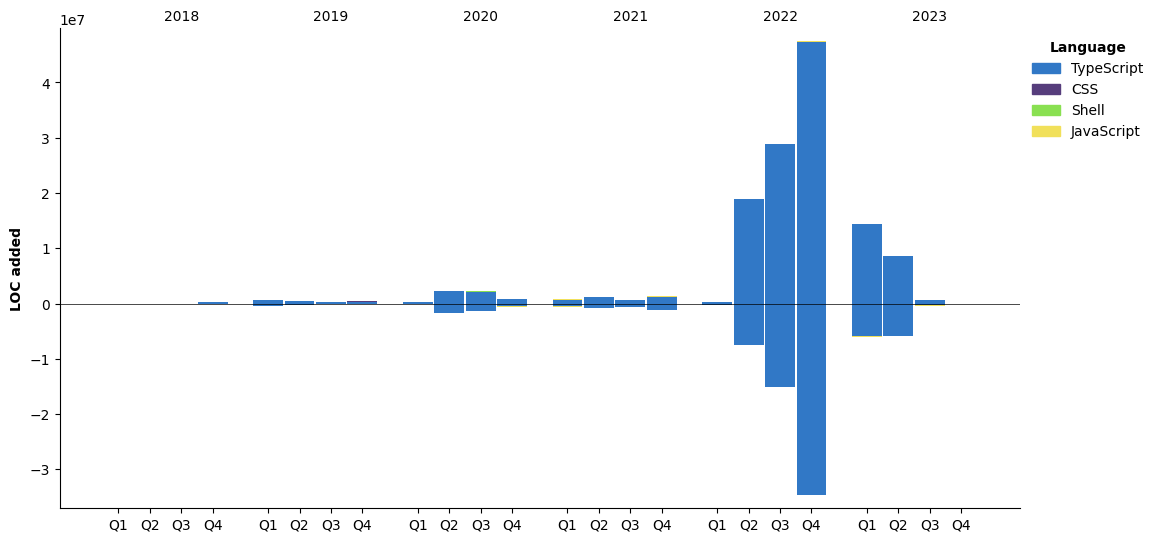 1e7
2018 2019 2020 2021 2022 2023
Language
TypeScript
CSS
Shell
JavaScript
LOC added
4
3
2
1
0
−1
−2
−3
Q1 Q2 Q3 Q4 Q1 Q2 Q3 Q4 Q1 Q2 Q3 Q4 Q1 Q2 Q3 Q4 Q1 Q2 Q3 Q4 Q1 Q2 Q3 Q4